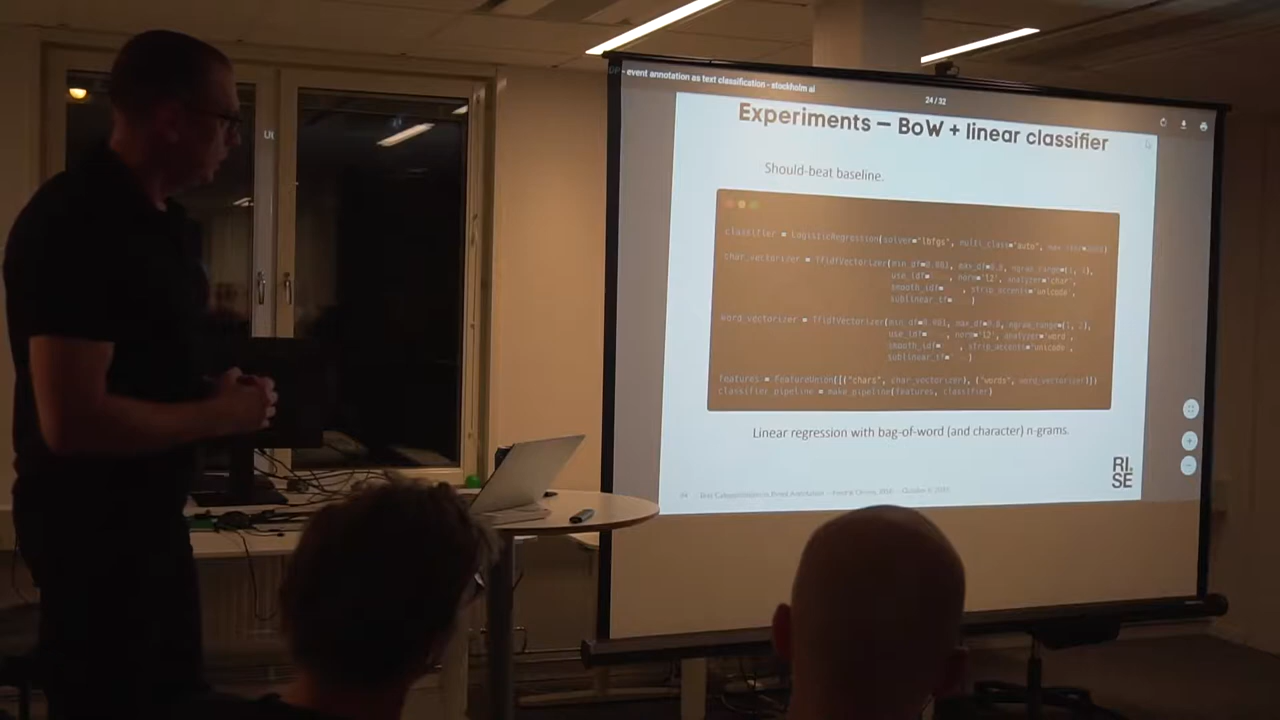 - event annotation as text classification - stockholm ai
24 / 32
Experiments – BoW + linear classifier
Should-beat baseline.
classifier = LogisticRegression(solver="lbfgs", multi_class="auto",
char_vectorizer = TfidfVectorizer(min_df=0.001, max_df=0.8, ngram_range=(1, 3),
use_idf= , norm='l2', analyzer='char',
smooth_idf= , strip_accents='unicode',
sublinear_tf= )
word_vectorizer = TfidfVectorizer(min_df=0.001, max_df=0.8, ngram_range=(1, 2),
use_idf= , norm='l2', analyzer='word',
smooth_idf= , strip_accents='unicode',
sublinear_tf= )
features = FeatureUnion([("chars", char_vectorizer), ("words", word_vectorizer)])
classifier_pipeline = make_pipeline(features, classifier)
Linear regression with bag-of-word (and character) n-grams.
RI.
SE